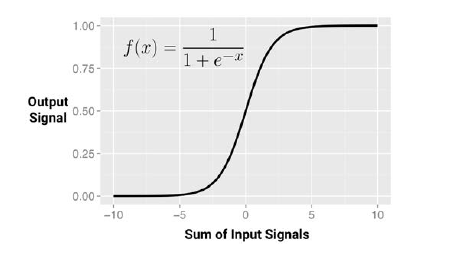 1.00
f(x) = 1 / (1 + e^{-x})
0.75
Output
Signal
0.50
0.25
0.00
-10 -5 0 5 10
Sum of Input Signals